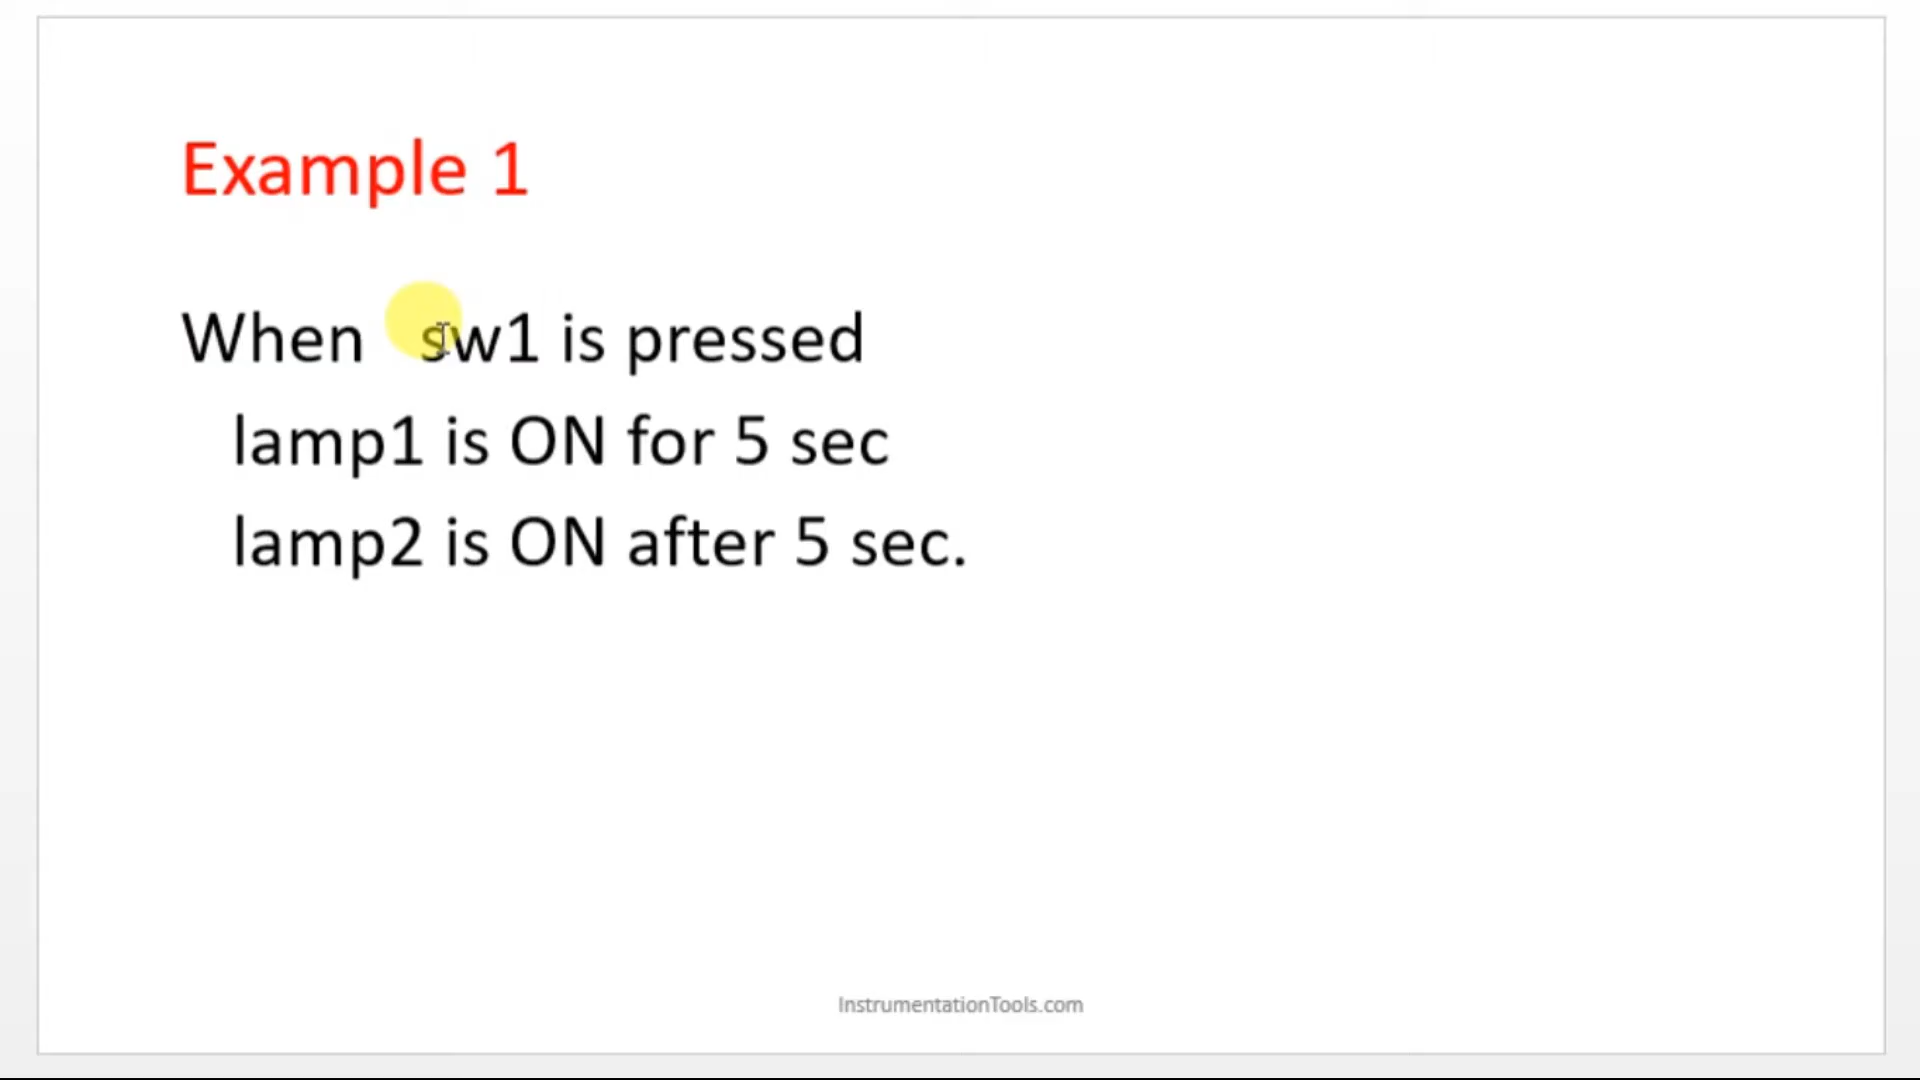 Example 1
When sw1 is pressed
lamp1 is ON for 5 sec
lamp2 is ON after 5 sec.
InstrumentationTools.com